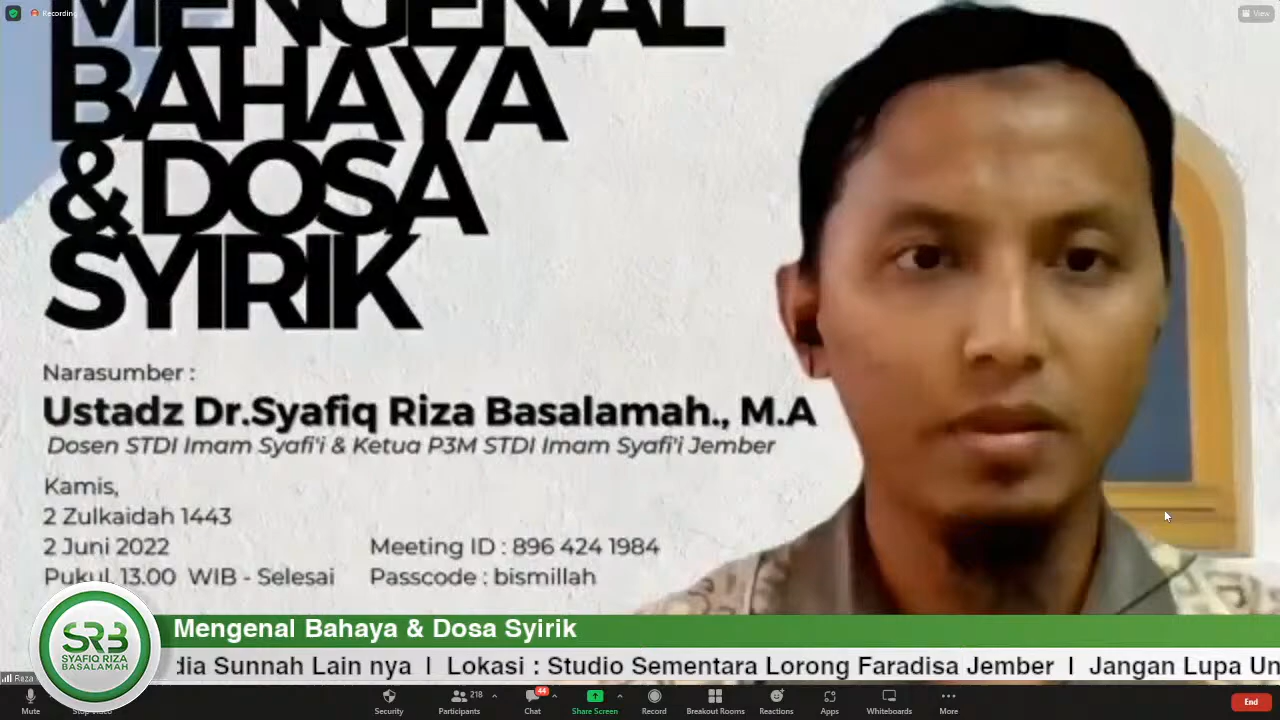 Recording
View
MENGENAL
BAHAYA
& DOSA
SYIRIK
Narasumber :
Ustadz Dr.Syafiq Riza Basalamah., M.A
Dosen STDI Imam Syafi'i & Ketua P3M STDI Imam Syafi'i Jember
Kamis,
2 Zulkaidah 1443
2 Juni 2022
Meeting ID : 896 424 1984
Pukul 13.00 WIB - Selesai
Passcode : bismillah
SRB
SYAFIQ RIZA
BASALAMAH
Mengenal Bahaya & Dosa Syirik
dia Sunnah Lain nya I Lokasi : Studio Sementara Lorong Faradisa Jember I Jangan Lupa Un
Reza
Mute
Stop Video
Security
Participants
218
Chat
44
Share Screen
Record
Breakout Rooms
Reactions
Apps
Whiteboards
More
End